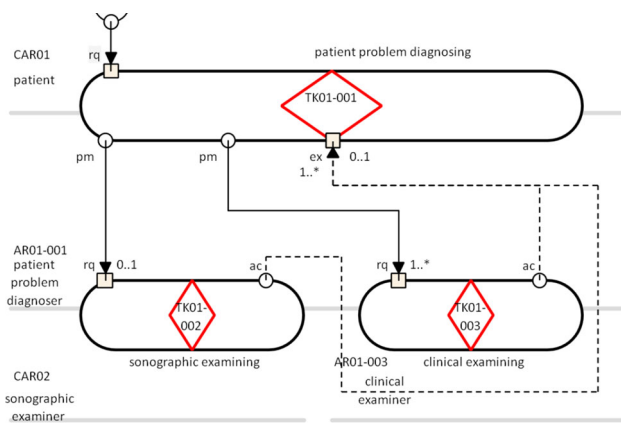 rq
CAR01
patient problem diagnosing
patient
TK01-001
pm
pm
ex
0..1
1..*
AR01-001
patient
problem
diagnoser
rq
0..1
ac
rq
1..*
ac
TK01-
002
TK01-
003
sonographic examining
AR01-003
clinical examining
CAR02
clinical
sonographic
examiner
examiner